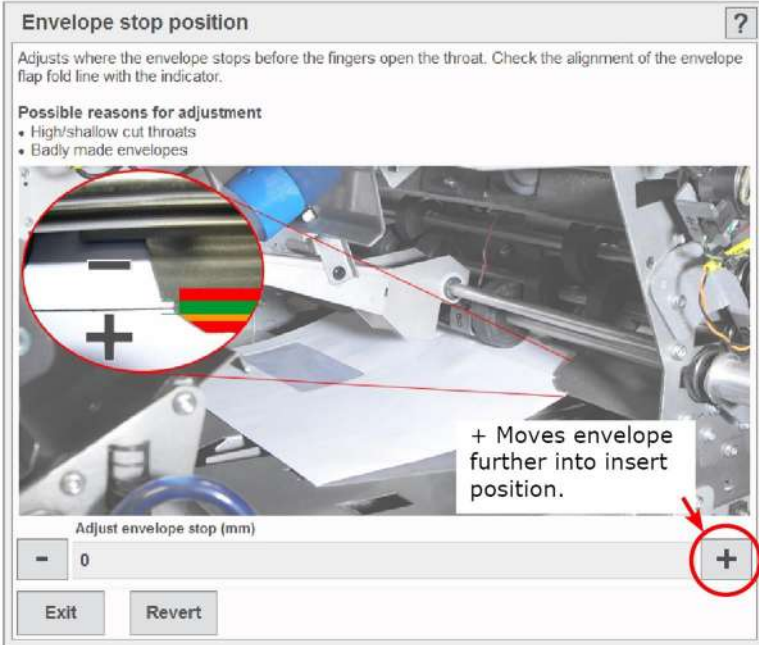 Envelope stop position
?
Adjusts where the envelope stops before the fingers open the throat. Check the alignment of the envelope
flap fold line with the indicator.
Possible reasons for adjustment
• High/shallow cut throats
• Badly made envelopes
−
+
+ Moves envelope
further into insert
position.
Adjust envelope stop (mm)
-
0
+
Exit
Revert